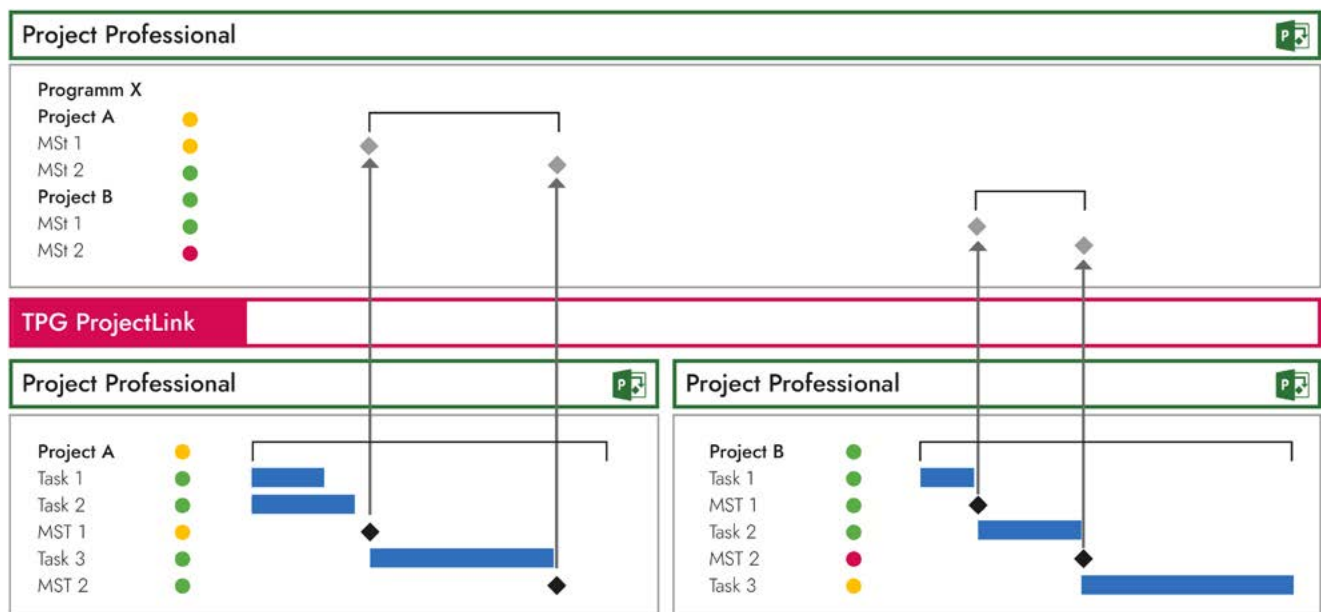 Project Professional
P
Programm X
Project A
MSt 1
MSt 2
Project B
MSt 1
MSt 2
TPG ProjectLink
Project Professional
P
Project A
Task 1
Task 2
MST 1
Task 3
MST 2
Project Professional
P
Project B
Task 1
MST 1
Task 2
MST 2
Task 3